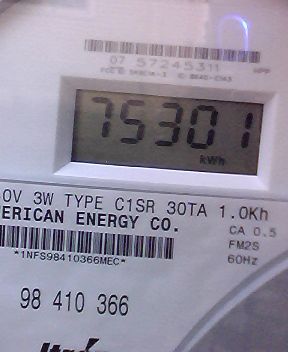 07 57245311
75301
kWh
0V 3W TYPE C1SR 30TA 1.0Kh
ERICAN ENERGY CO.
CA 0.5
FM2S
*1NFS98410366MEC*
60Hz
98 410 366